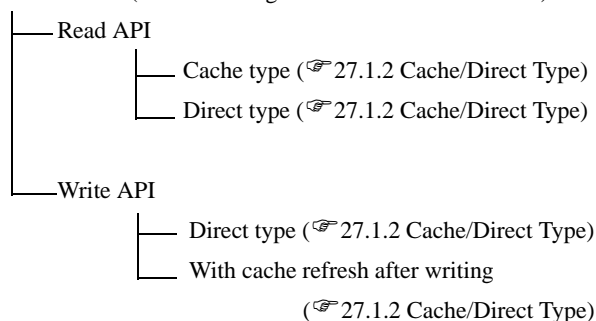 Read API
Cache type (☞ 27.1.2 Cache/Direct Type)
Direct type (☞ 27.1.2 Cache/Direct Type)
Write API
Direct type (☞ 27.1.2 Cache/Direct Type)
With cache refresh after writing
(☞ 27.1.2 Cache/Direct Type)